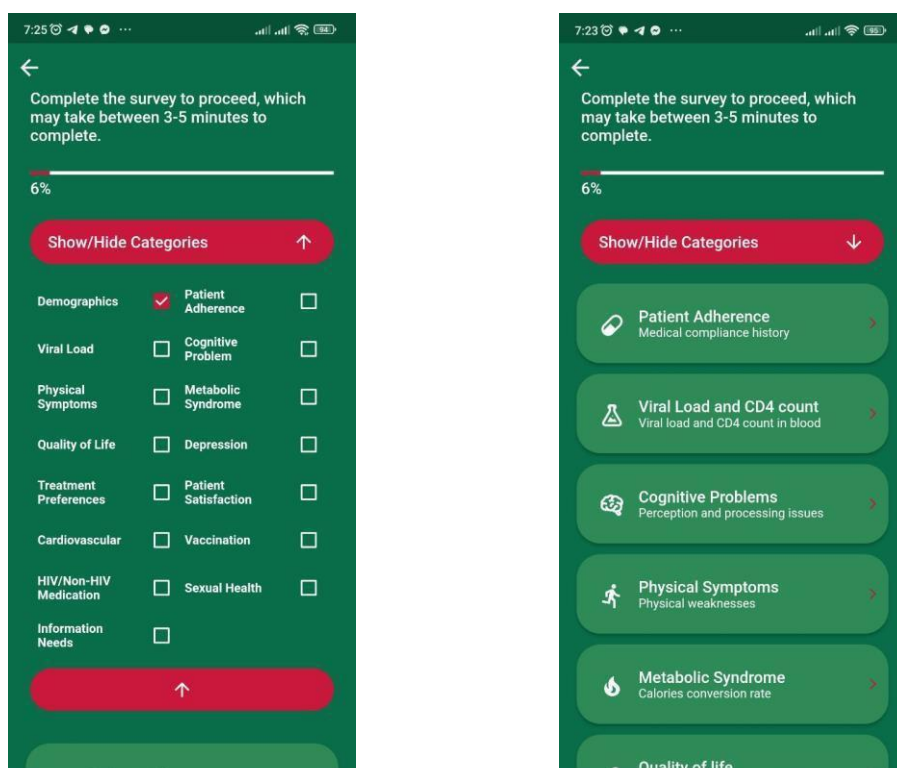 7:25
94
Complete the survey to proceed, which
may take between 3-5 minutes to
complete.
6%
Show/Hide Categories
Demographics
Patient
Adherence
Viral Load
Cognitive
Problem
Physical
Symptoms
Metabolic
Syndrome
Quality of Life
Depression
Treatment
Preferences
Patient
Satisfaction
Cardiovascular
Vaccination
HIV/Non-HIV
Medication
Sexual Health
Information
Needs
7:23
95
Complete the survey to proceed, which
may take between 3-5 minutes to
complete.
6%
Show/Hide Categories
Patient Adherence
Medical compliance history
Viral Load and CD4 count
Viral load and CD4 count in blood
Cognitive Problems
Perception and processing issues
Physical Symptoms
Physical weaknesses
Metabolic Syndrome
Calories conversion rate
Quality of life